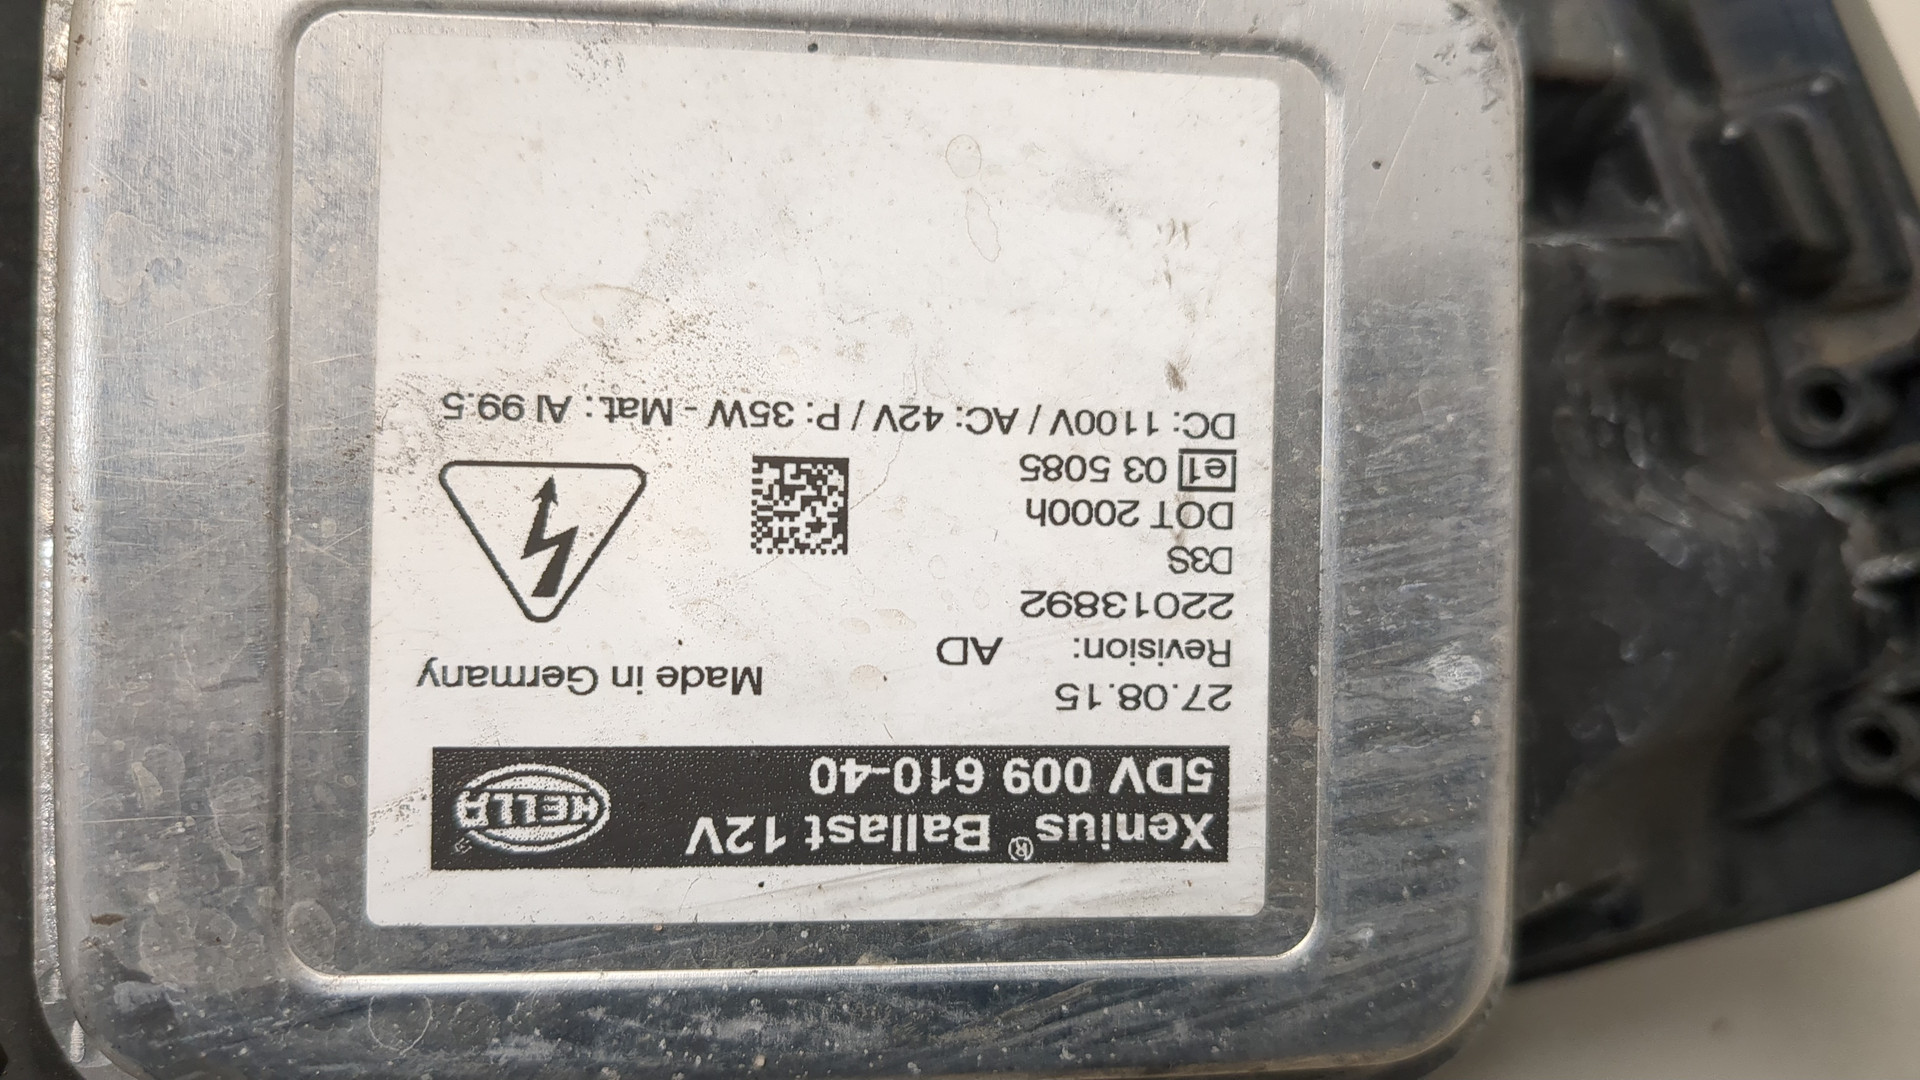 Xenius® Ballast 12V
5DV 009 610-40
HELLA
27.08.15
Made in Germany
Revision: AD
22013892
D3S
DOT 2000h
e1 03 5085
DC: 1100V / AC: 42V / P: 35W - Mat.: Al 99.5